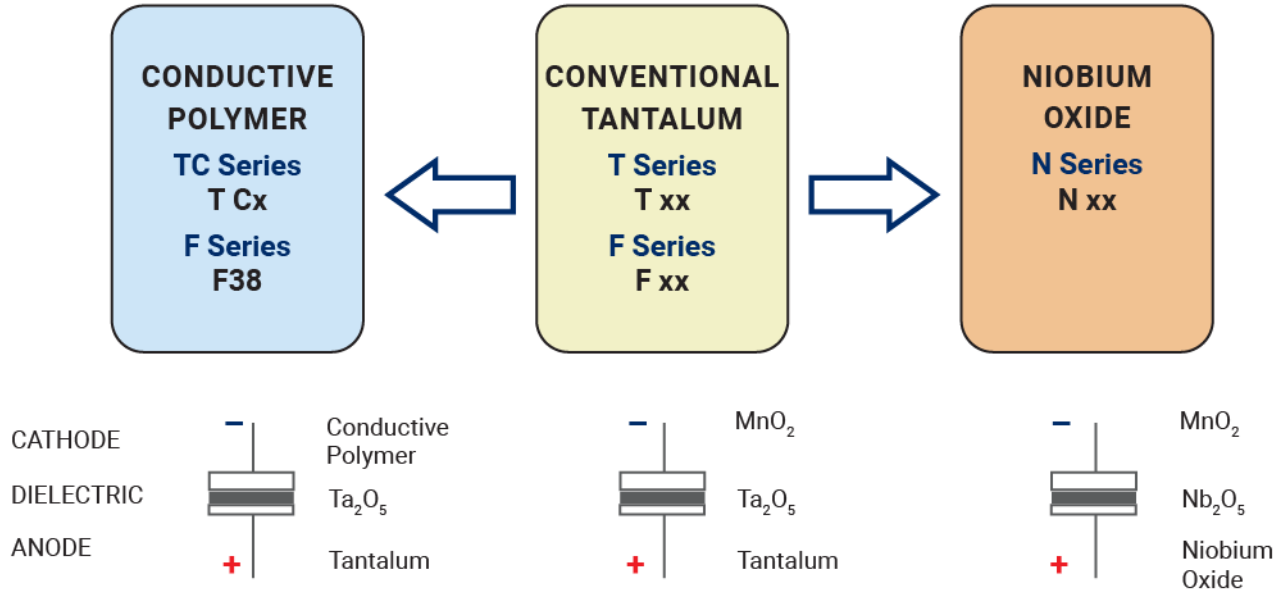 CONDUCTIVE
POLYMER
TC Series
T Cx
F Series
F38
CONVENTIONAL
TANTALUM
T Series
T xx
F Series
F xx
NIOBIUM
OXIDE
N Series
N xx
CATHODE
DIELECTRIC
ANODE
−
Conductive
Polymer
Ta₂O₅
+
Tantalum
−
MnO₂
Ta₂O₅
+
Tantalum
−
MnO₂
Nb₂O₅
+
Niobium
Oxide